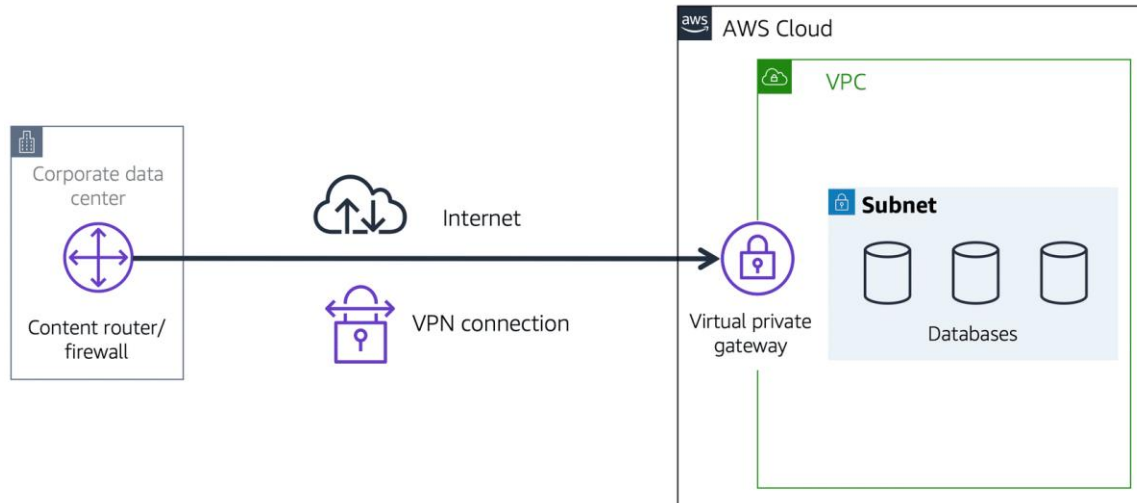 aws
AWS Cloud
VPC
Corporate data
center
Subnet
Internet
Content router/
firewall
VPN connection
Virtual private
gateway
Databases